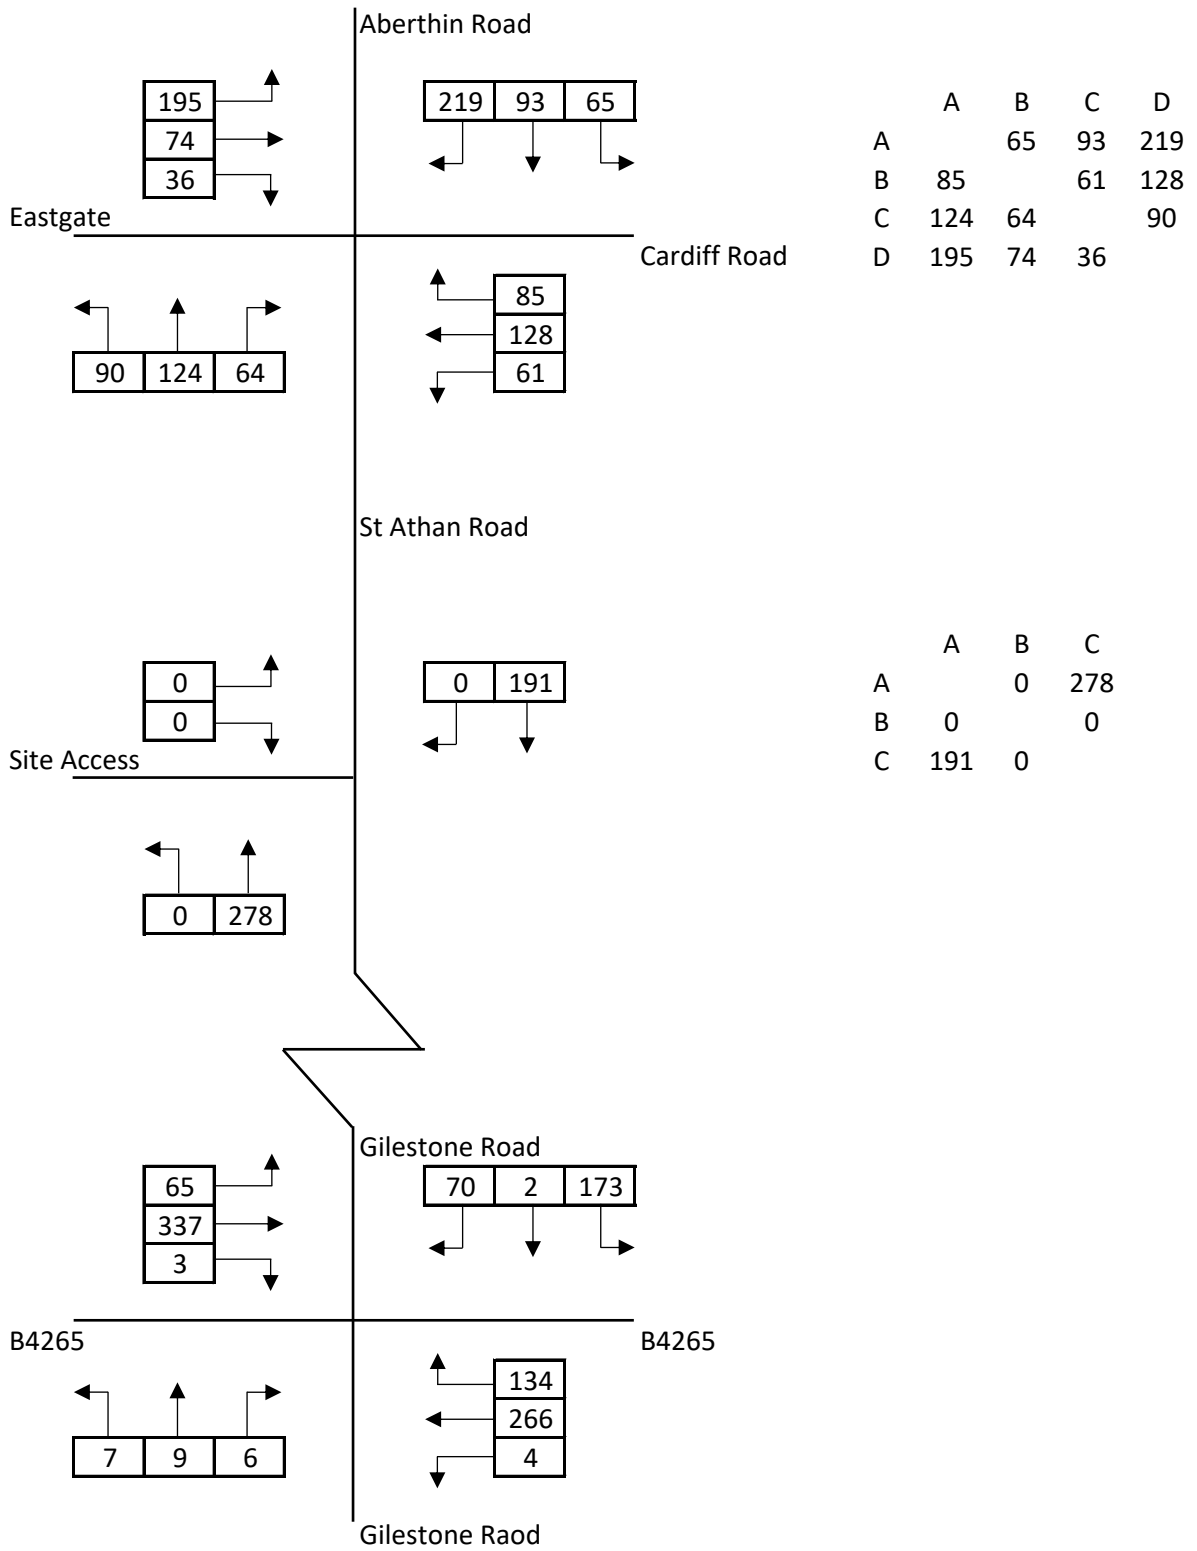 Aberthin Road
195
74
36
219 93 65
A B C D
A 65 93 219
B 85 61 128
C 124 64 90
D 195 74 36
Eastgate
Cardiff Road
90 124 64
85
128
61
St Athan Road
0
0
0 191
A B C
A 0 278
B 0 0
C 191 0
Site Access
0 278
Gilestone Road
65
337
3
70 2 173
B4265
B4265
7 9 6
134
266
4
Gilestone Raod